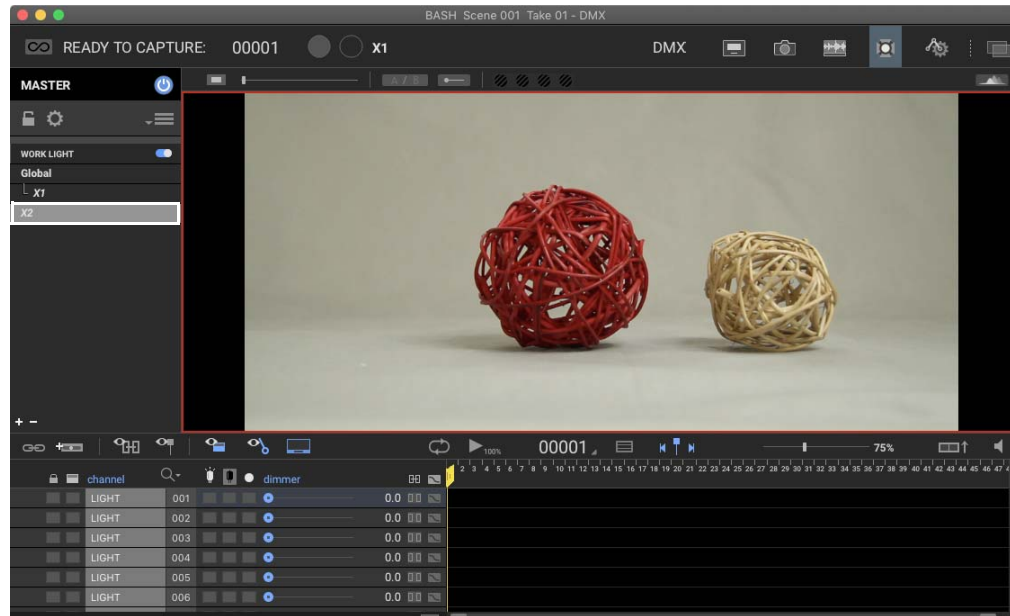 BASH Scene 001 Take 01 - DMX
READY TO CAPTURE: 00001 X1 DMX
MASTER A / B
WORK LIGHT
Global
X1
X2
+ -
100% 00001 75%
channel dimmer 2 3 4 5 6 7 8 9 10 11 12 13 14 15 16 17 18 19 20 21 22 23 24 25 26 27 28 29 30 31 32 33 34 35 36 37 38 39 40 41 42 43 44 45 46 47
LIGHT 001 0.0
LIGHT 002 0.0
LIGHT 003 0.0
LIGHT 004 0.0
LIGHT 005 0.0
LIGHT 006 0.0